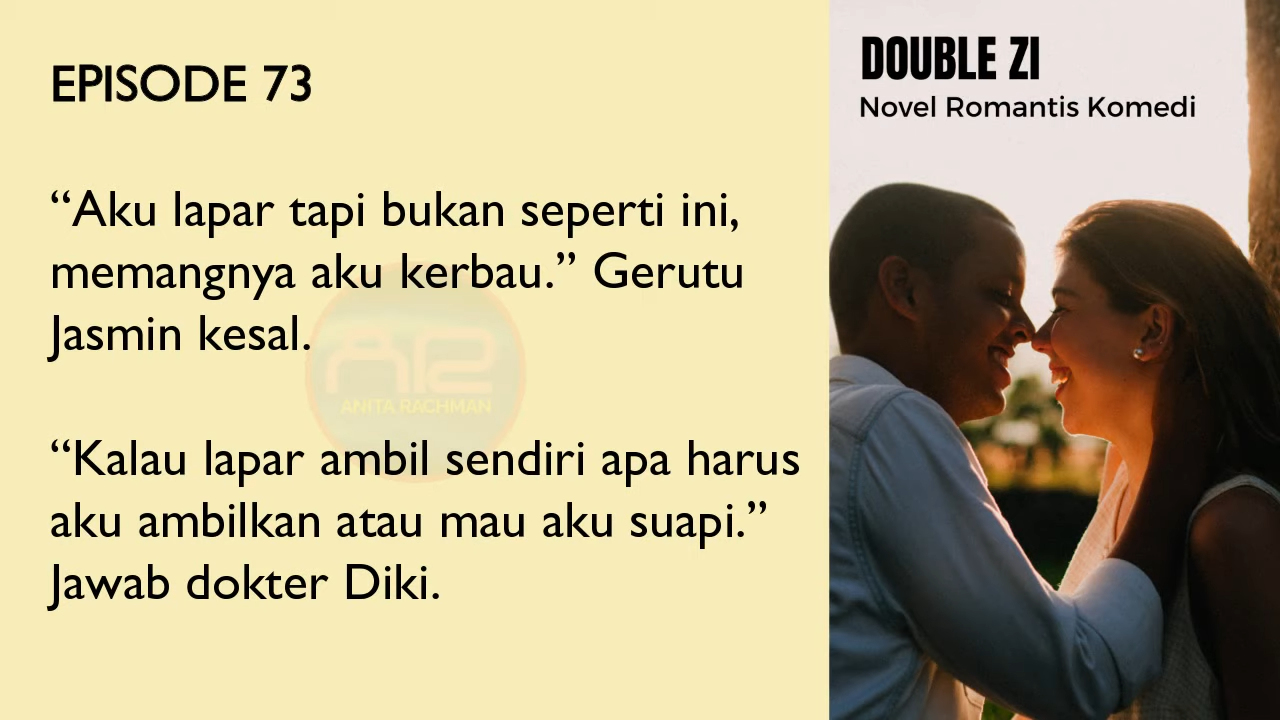 EPISODE 73
“Aku lapar tapi bukan seperti ini,
memangnya aku kerbau.” Gerutu
Jasmin kesal.
“Kalau lapar ambil sendiri apa harus
aku ambilkan atau mau aku suapi.”
Jawab dokter Diki.
AR
ANITA RACHMAN
DOUBLE ZI
Novel Romantis Komedi